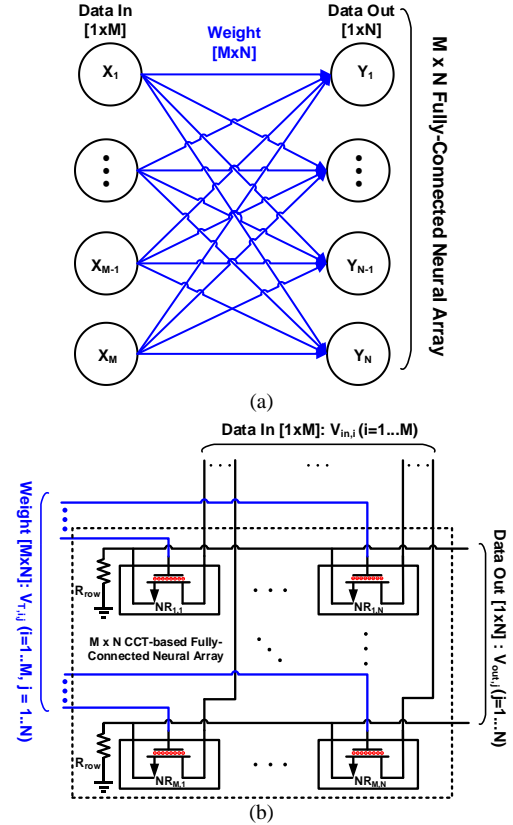 Data In
[1xM]
Weight
[MxN]
Data Out
[1xN]
X1
Y1
XM-1
YN-1
XM
YN
M x N Fully-Connected Neural Array
(a)
Data In [1xM]: Vin,i (i=1...M)
. . .
. . .
. . .
Weight [MxN]: VT,i,j (i=1..M, j = 1..N)
Rrow
NR1,1
NR1,N
M x N CCT-based Fully-
Connected Neural Array
Rrow
NRM,1
NRM,N
Data Out [1xN] : Vout,j (j=1...N)
(b)